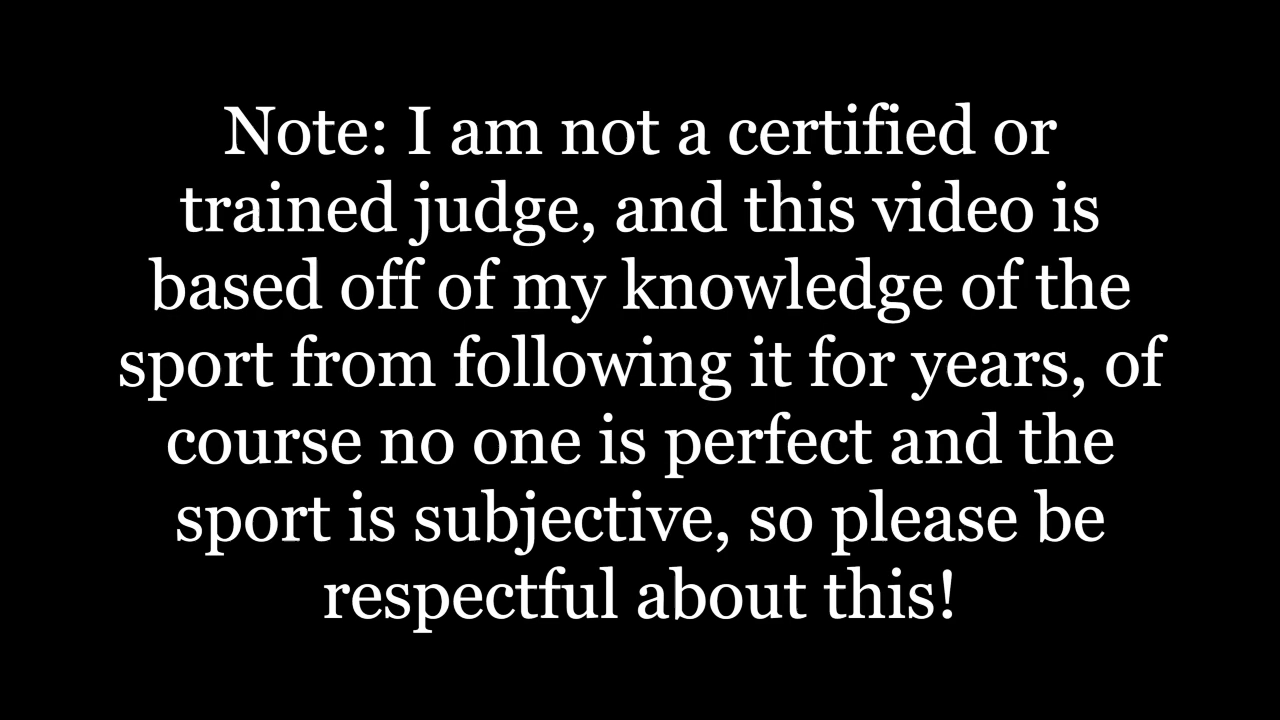 Note: I am not a certified or
trained judge, and this video is
based off of my knowledge of the
sport from following it for years, of
course no one is perfect and the
sport is subjective, so please be
respectful about this!